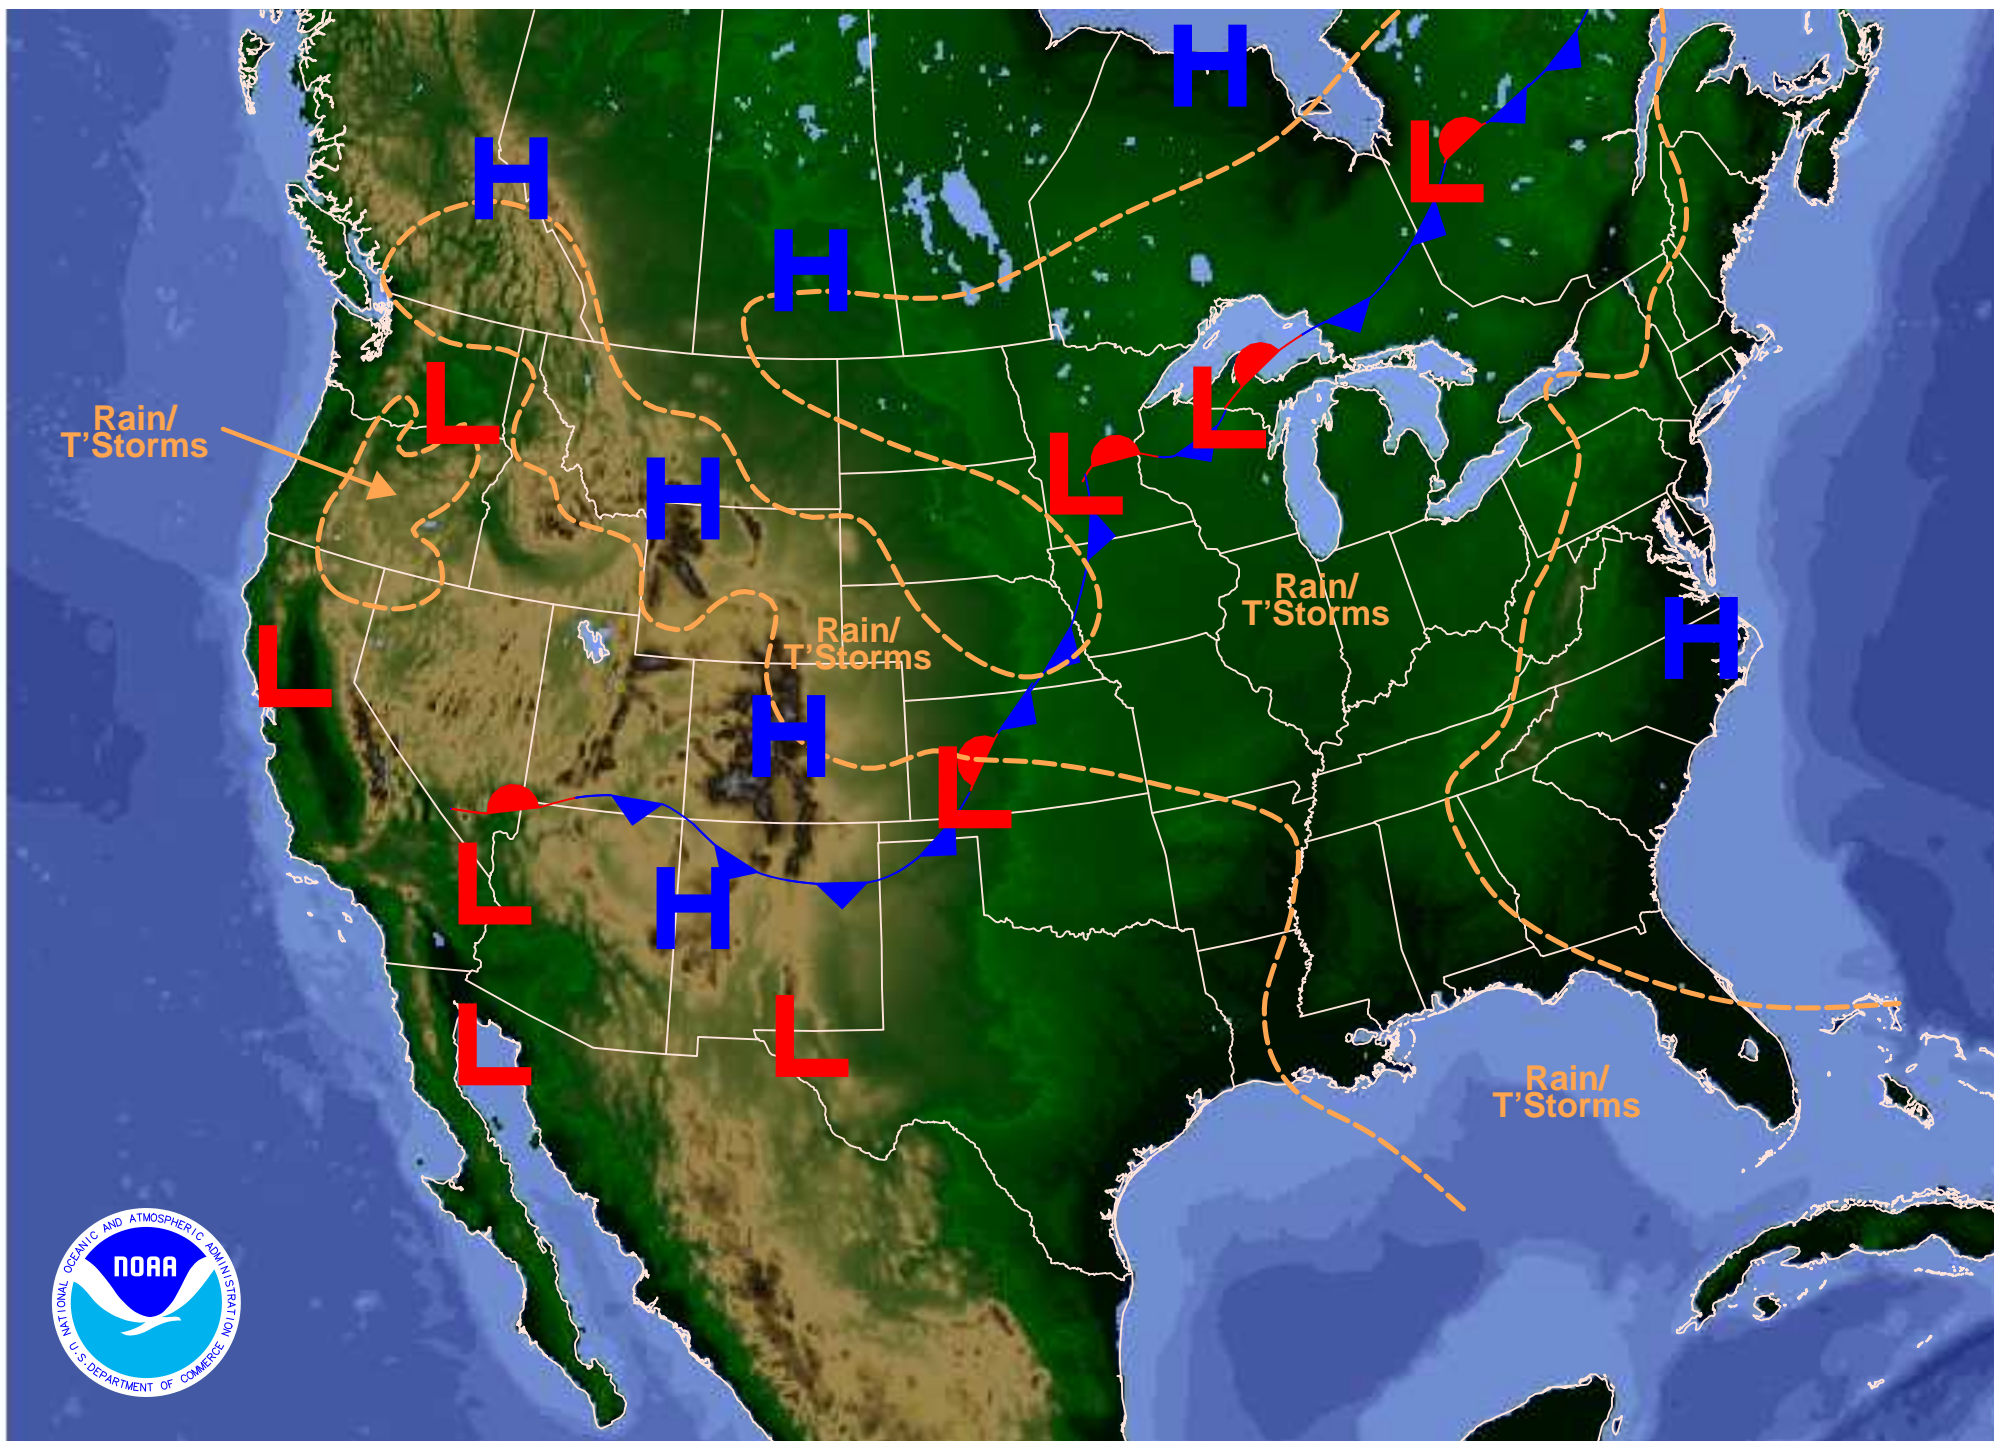 H
H
L
H
L
L
L
Rain/
T'Storms
H
L
Rain/
T'Storms
Rain/
T'Storms
H
L
H
L
L
H
L
L
Rain/
T'Storms
NATIONAL OCEANIC AND ATMOSPHERIC ADMINISTRATION
NOAA
U.S. DEPARTMENT OF COMMERCE